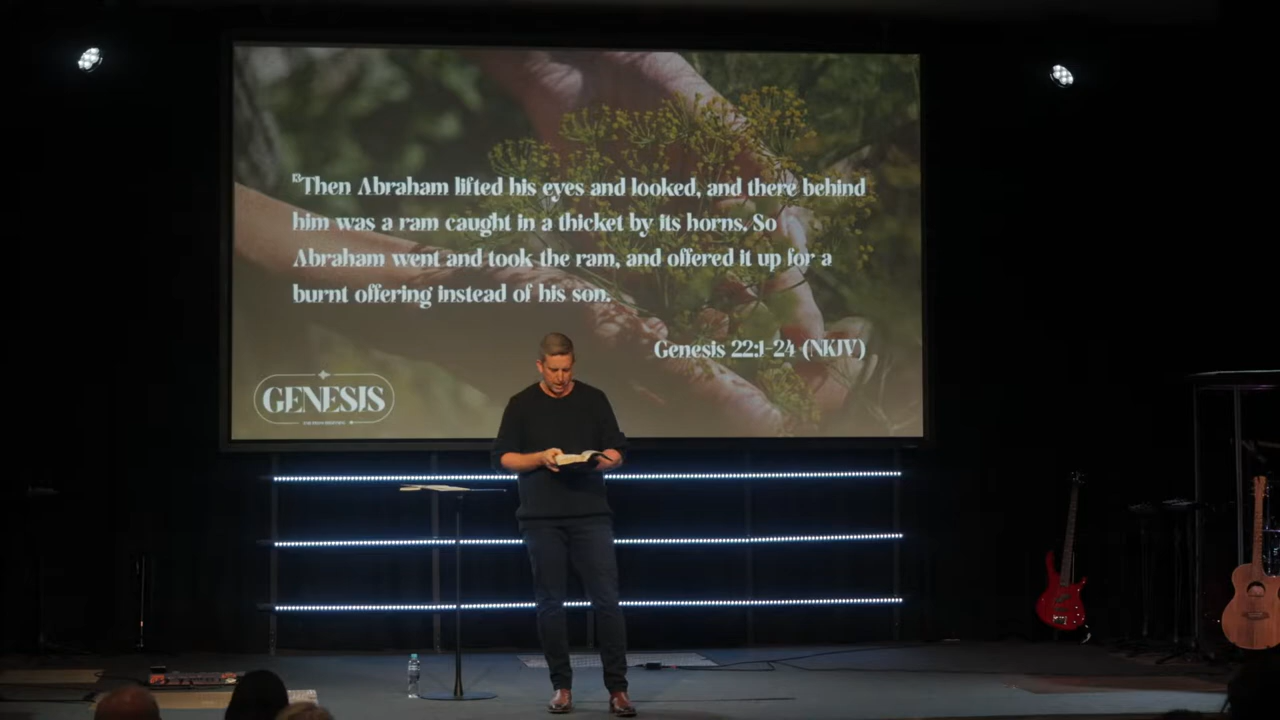 ¹³Then Abraham lifted his eyes and looked, and there behind
him was a ram caught in a thicket by its horns. So
Abraham went and took the ram, and offered it up for a
burnt offering instead of his son.
Genesis 22:1-24 (NKJV)
GENESIS